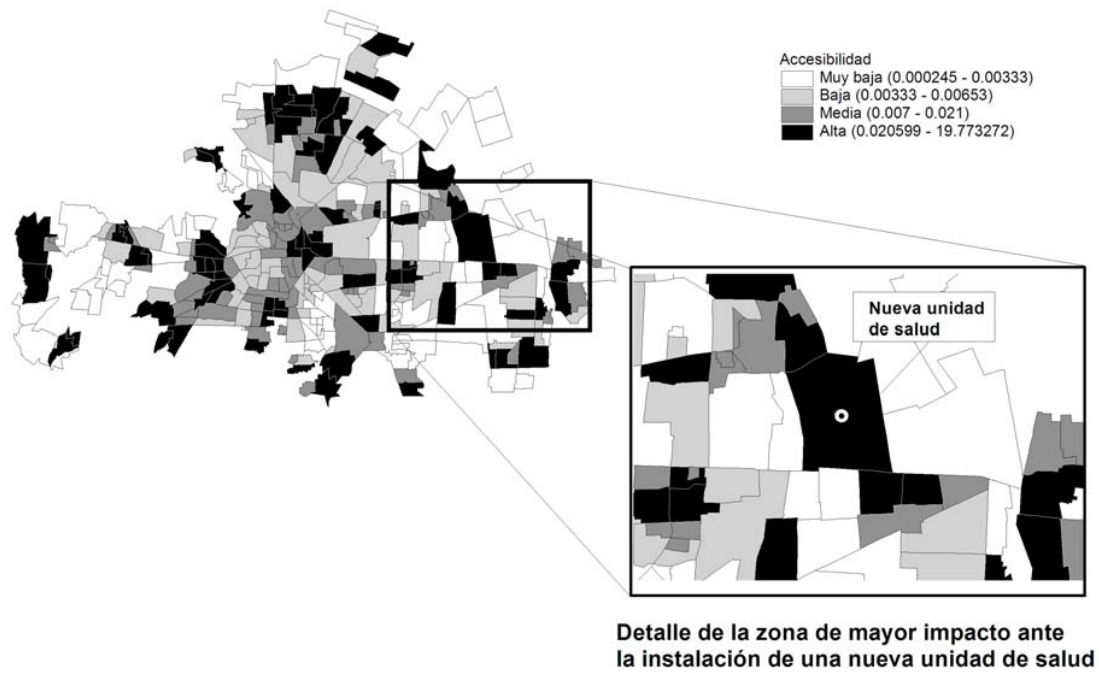 Accesibilidad
Muy baja (0.000245 - 0.00333)
Baja (0.00333 - 0.00653)
Media (0.007 - 0.021)
Alta (0.020599 - 19.773272)
Nueva unidad
de salud
Detalle de la zona de mayor impacto ante
la instalación de una nueva unidad de salud